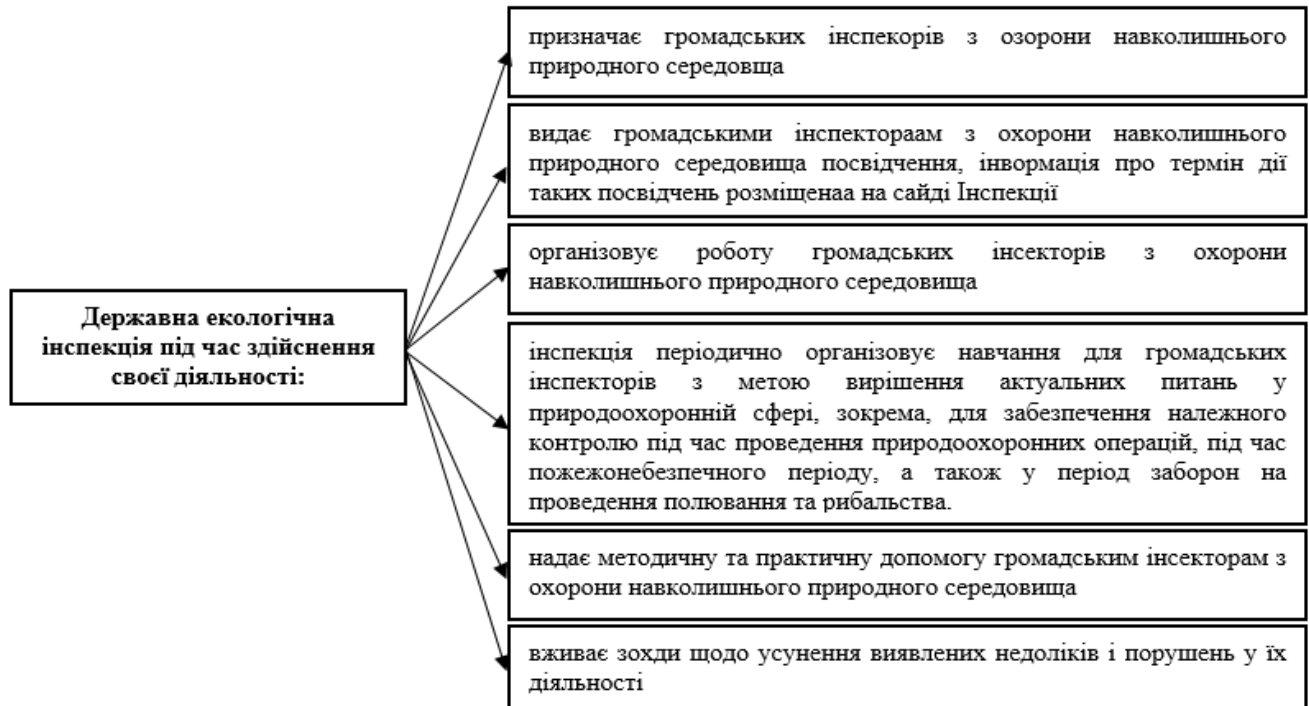 Державна екологічна
інспекція під час здійснення
своєї діяльності:
призначає громадських інспекорів з озорони навколишнього
природного середовща
видає громадськими інспектораам з охорони навколишнього
природного середовища посвідчення, інвормація про термін дії
таких посвідчень розміщенаа на сайді Інспекції
організовує роботу громадських інсекторів з охорони
навколишнього природного середовища
інспекція періодично організовує навчання для громадських
інспекторів з метою вирішення актуальних питань у
природоохоронній сфері, зокрема, для забезпечення належного
контролю під час проведення природоохоронних операцій, під час
пожежонебезпечного періоду, а також у період заборон на
проведення полювання та рибальства.
надає методичну та практичну допомогу громадським інсекторам з
охорони навколишнього природного середовища
вживає зохди щодо усунення виявлених недоліків і порушень у їх
діяльності